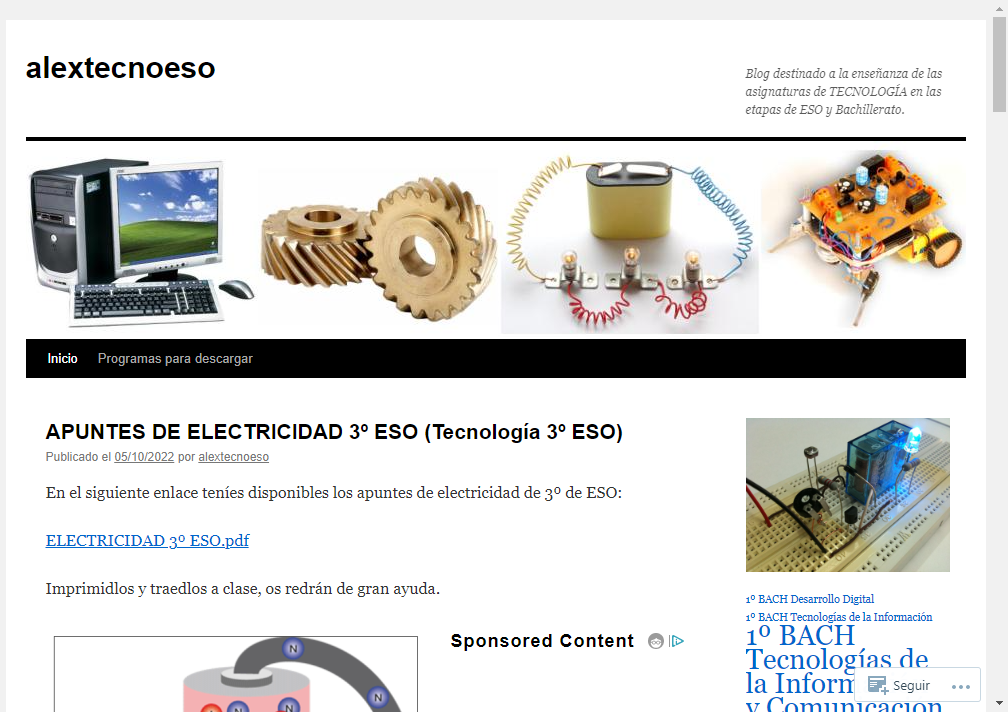 alextecnoeso
Blog destinado a la enseñanza de las
asignaturas de TECNOLOGÍA en las
etapas de ESO y Bachillerato.
Inicio
Programas para descargar
APUNTES DE ELECTRICIDAD 3º ESO (Tecnología 3º ESO)
Publicado el 05/10/2022 por alextecnoeso
En el siguiente enlace teníes disponibles los apuntes de electricidad de 3º de ESO:
ELECTRICIDAD 3º ESO.pdf
Imprimidlos y traedlos a clase, os redrán de gran ayuda.
Sponsored Content
N
N
N
N
1º BACH Desarrollo Digital
1º BACH Tecnologías de la Información
1º BACH
Tecnologías de
la Inform
y Comunicación
Seguir